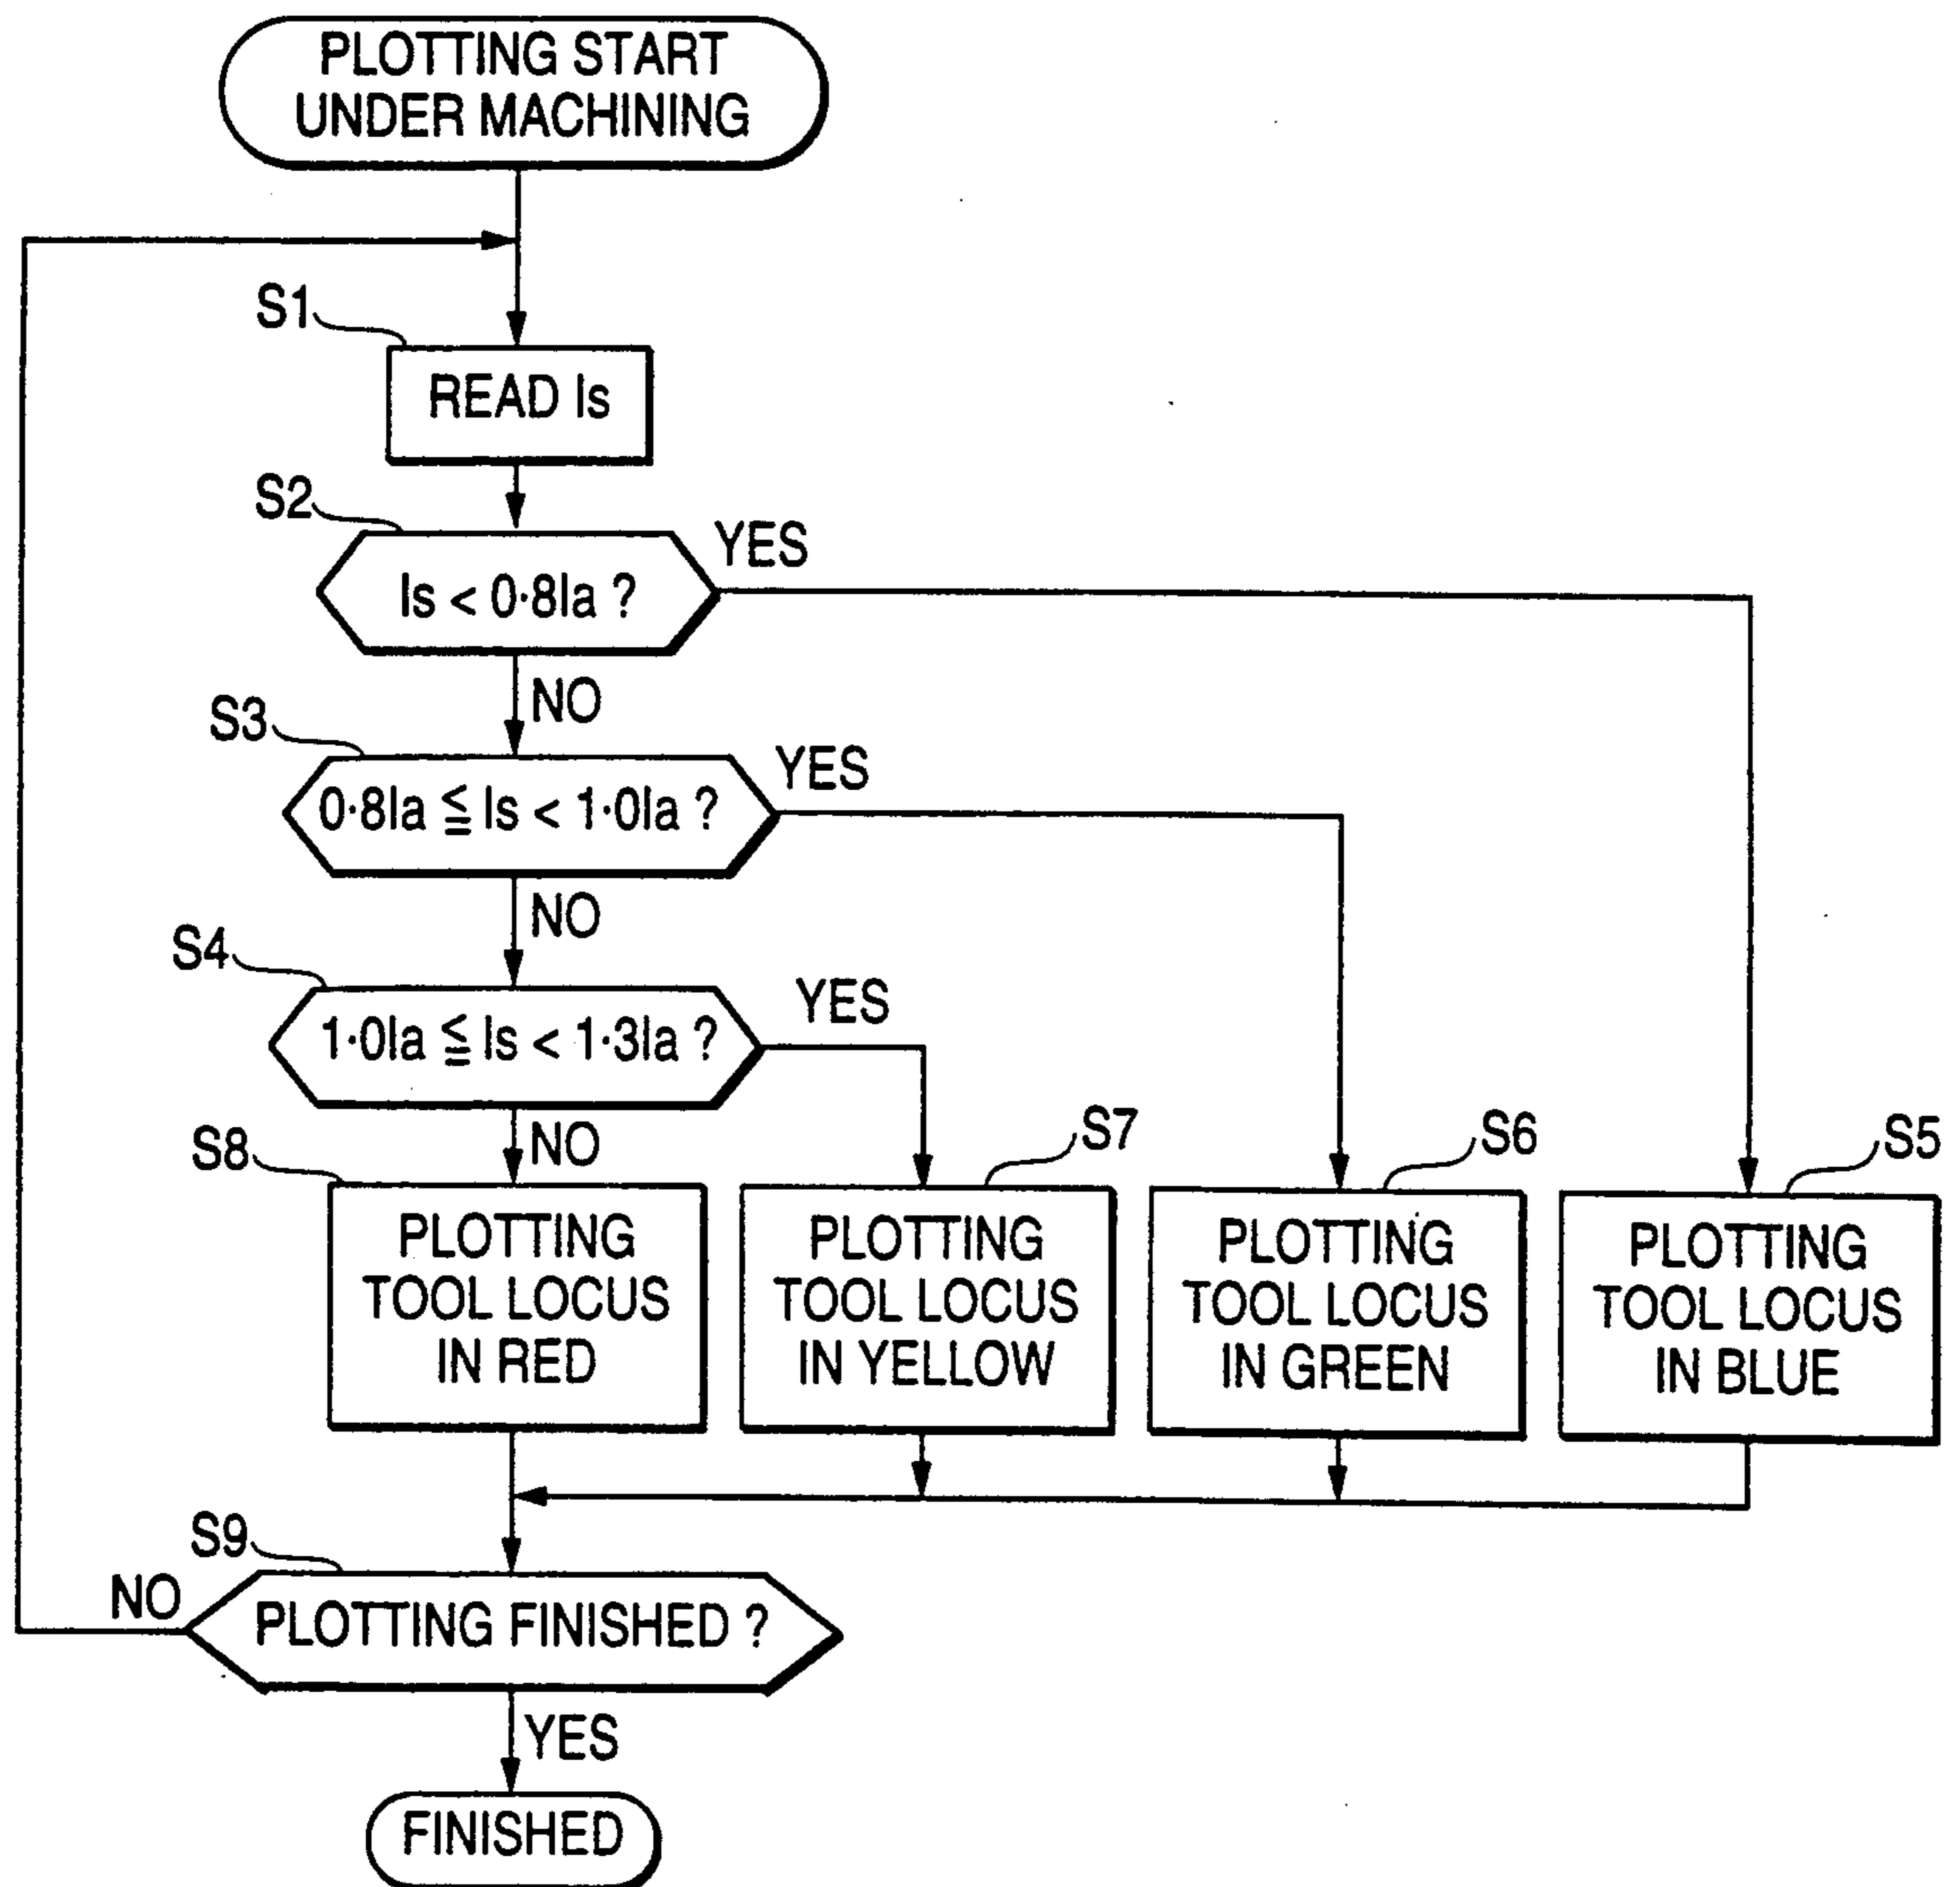 PLOTTING START
UNDER MACHINING
S1
READ Is
S2
Is < 0·8Ia ?
YES
NO
S3
0·8Ia ≦ Is < 1·0Ia ?
YES
NO
S4
1·0Ia ≦ Is < 1·3Ia ?
YES
NO
S8
PLOTTING
TOOL LOCUS
IN RED
S7
PLOTTING
TOOL LOCUS
IN YELLOW
S6
PLOTTING
TOOL LOCUS
IN GREEN
S5
PLOTTING
TOOL LOCUS
IN BLUE
S9
NO
PLOTTING FINISHED ?
YES
FINISHED